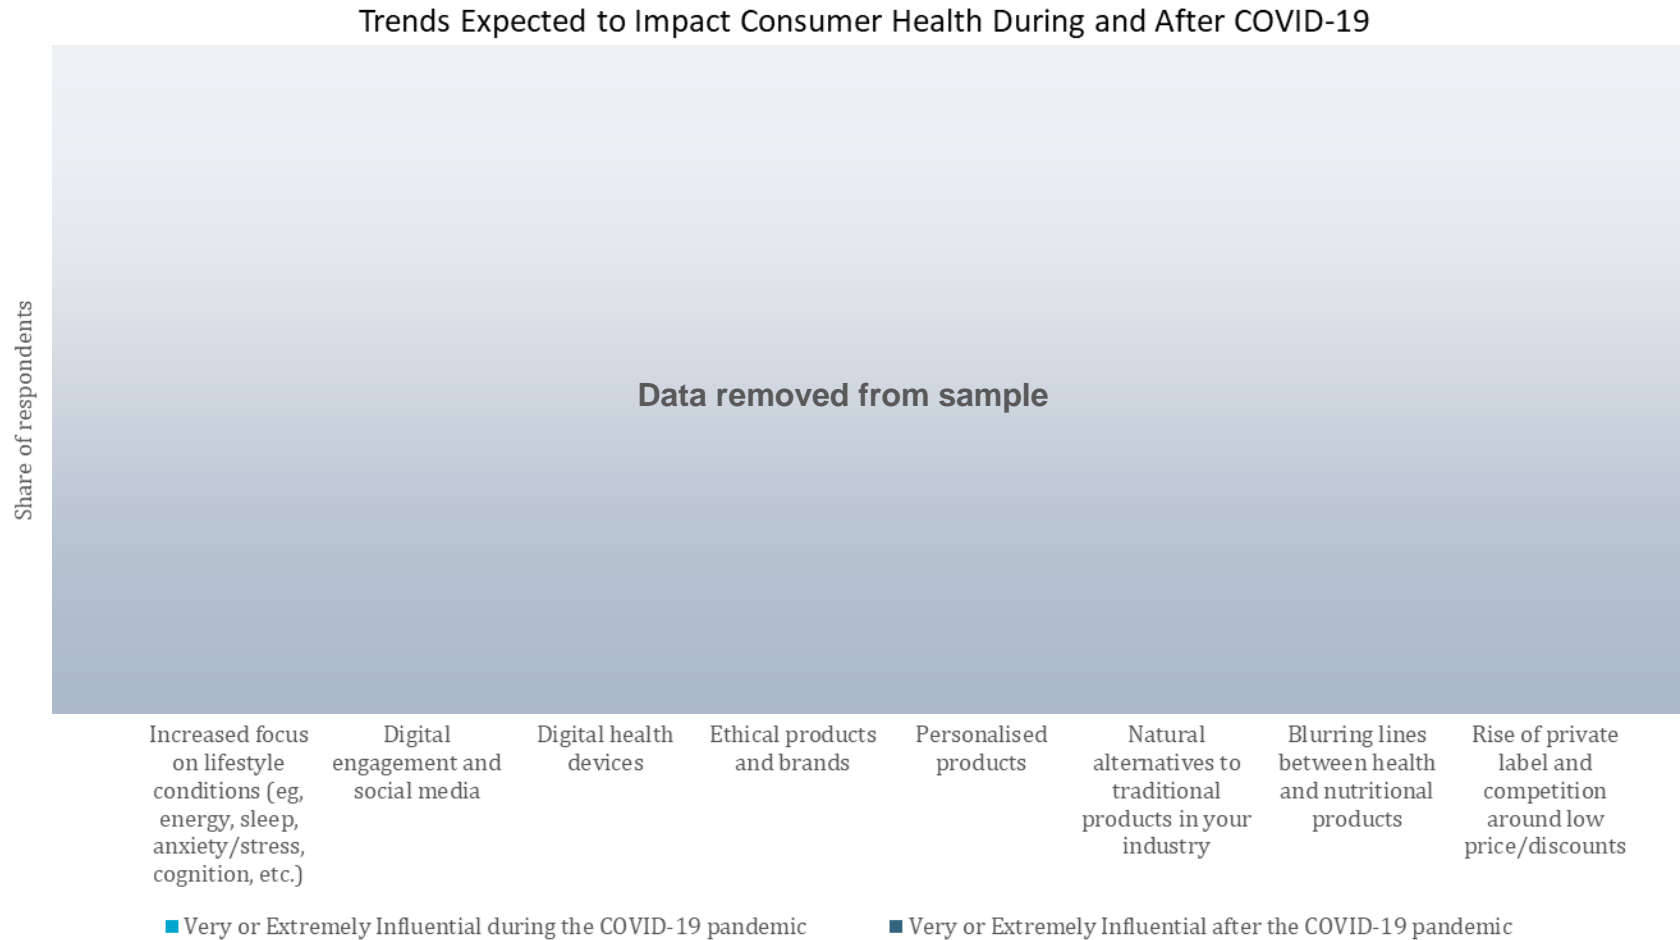 Trends Expected to Impact Consumer Health During and After COVID-19
Share of respondents
Data removed from sample
Increased focus
on lifestyle
conditions (eg,
energy, sleep,
anxiety/stress,
cognition, etc.)
Digital
engagement and
social media
Digital health
devices
Ethical products
and brands
Personalised
products
Natural
alternatives to
traditional
products in your
industry
Blurring lines
between health
and nutritional
products
Rise of private
label and
competition
around low
price/discounts
Very or Extremely Influential during the COVID-19 pandemic
Very or Extremely Influential after the COVID-19 pandemic